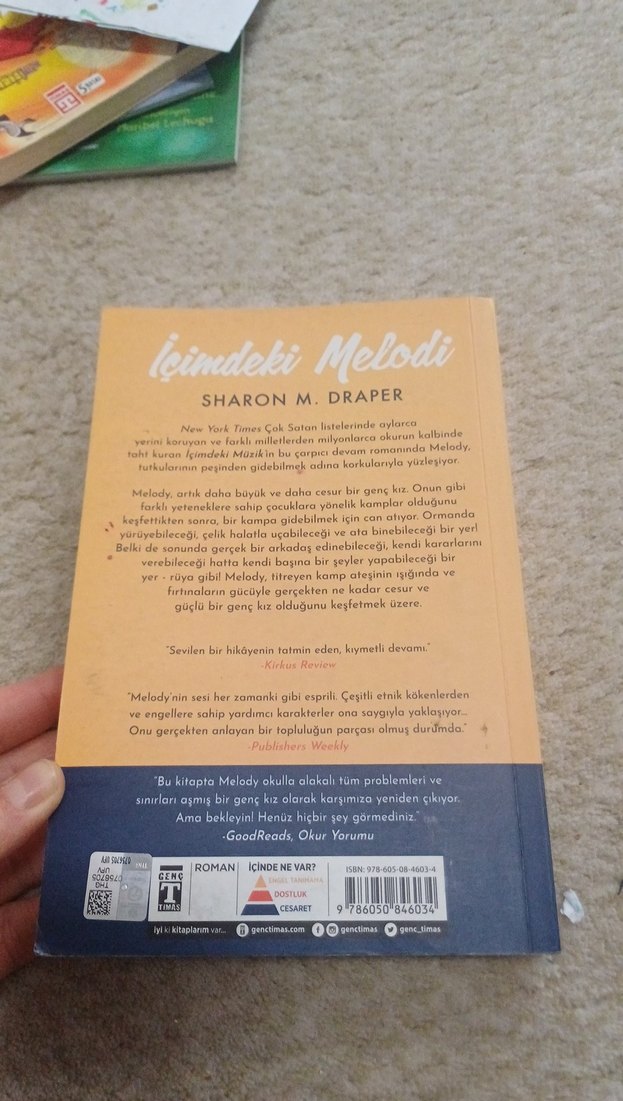 5 BASKI
Maribel Lechuga
İçimdeki Melodi
SHARON M. DRAPER
New York Times Çok Satan listelerinde aylarca
yerini koruyan ve farklı milletlerden milyonlarca okurun kalbinde
taht kuran İçimdeki Müzik'in bu çarpıcı devam romanında Melody,
tutkularının peşinden gidebilmek adına korkularıyla yüzleşiyor.
Melody, artık daha büyük ve daha cesur bir genç kız. Onun gibi
farklı yeteneklere sahip çocuklara yönelik kamplar olduğunu
keşfettikten sonra, bir kampa gidebilmek için can atıyor. Ormanda
yürüyebileceği, çelik halatla uçabileceği ve ata binebileceği bir yer!
Belki de sonunda gerçek bir arkadaş edinebileceği, kendi kararlarını
verebileceği hatta kendi başına bir şeyler yapabileceği bir
yer - rüya gibi! Melody, titreyen kamp ateşinin ışığında ve
fırtınaların gücüyle gerçekten ne kadar cesur ve
güçlü bir genç kız olduğunu keşfetmek üzere.
"Sevilen bir hikâyenin tatmin eden, kıymetli devamı."
-Kirkus Review
"Melody'nin sesi her zamanki gibi esprili. Çeşitli etnik kökenlerden
ve engellere sahip yardımcı karakterler ona saygıyla yaklaşıyor...
Onu gerçekten anlayan bir topluluğun parçası olmuş durumda."
-Publishers Weekly
"Bu kitapta Melody okulla alakalı tüm problemleri ve
sınırları aşmış bir genç kız olarak karşımıza yeniden çıkıyor.
Ama bekleyin! Henüz hiçbir şey görmediniz."
-GoodReads, Okur Yorumu
THG
0756705
UPV
GENÇ
T
TIMAŞ
ROMAN
İÇİNDE NE VAR?
ENGEL TANIMAMA
DOSTLUK
CESARET
ISBN: 978-605-08-4603-4
9 786050 846034
iyi ki kitaplarım var...
genctimas.com
genctimas
genc_timas